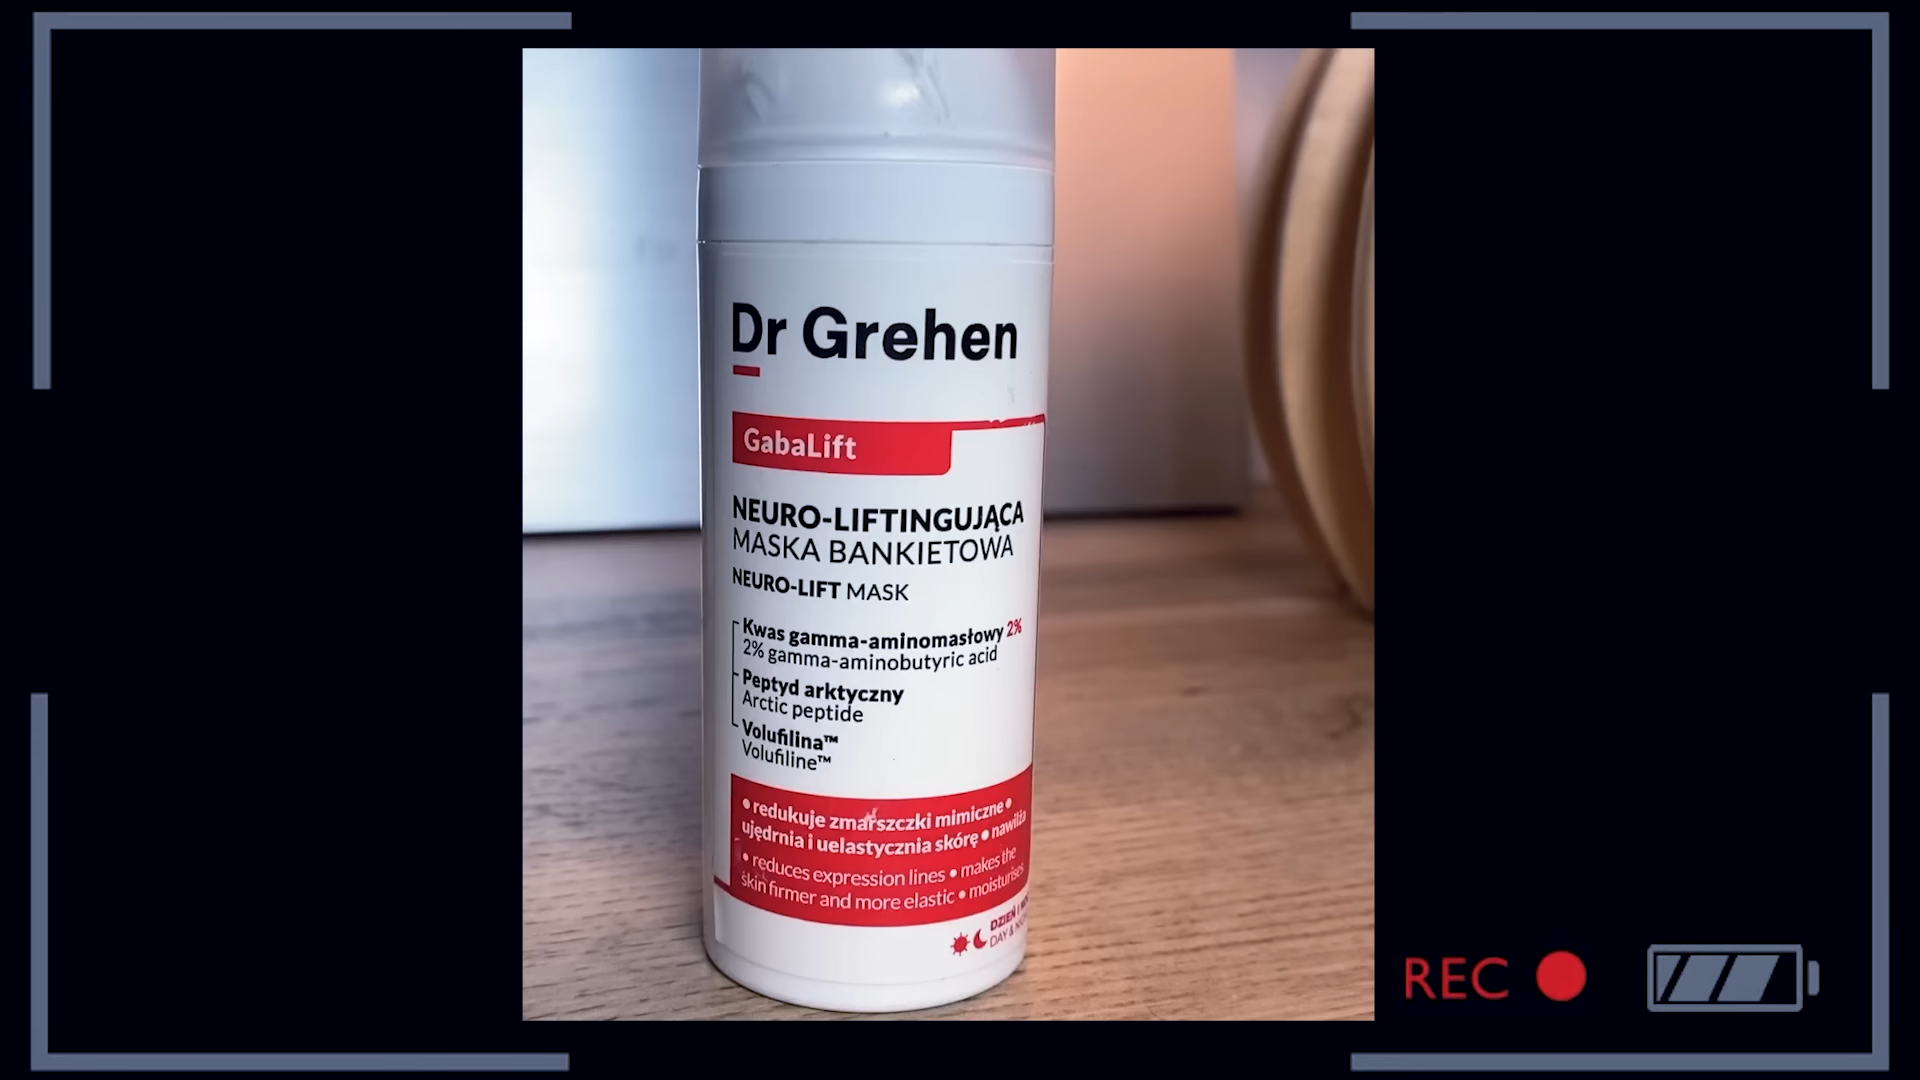 Dr Grehen
GabaLift
NEURO-LIFTINGUJĄCA
MASKA BANKIETOWA
NEURO-LIFT MASK
Kwas gamma-aminomasłowy 2%
2% gamma-aminobutyric acid
Peptyd arktyczny
Arctic peptide
Volufilina™
Volufiline™
• redukuje zmarszczki mimiczne •
ujędrnia i uelastycznia skórę • nawilża
• reduces expression lines • makes the
skin firmer and more elastic • moisturises
DZIEŃ I
DAY &
REC